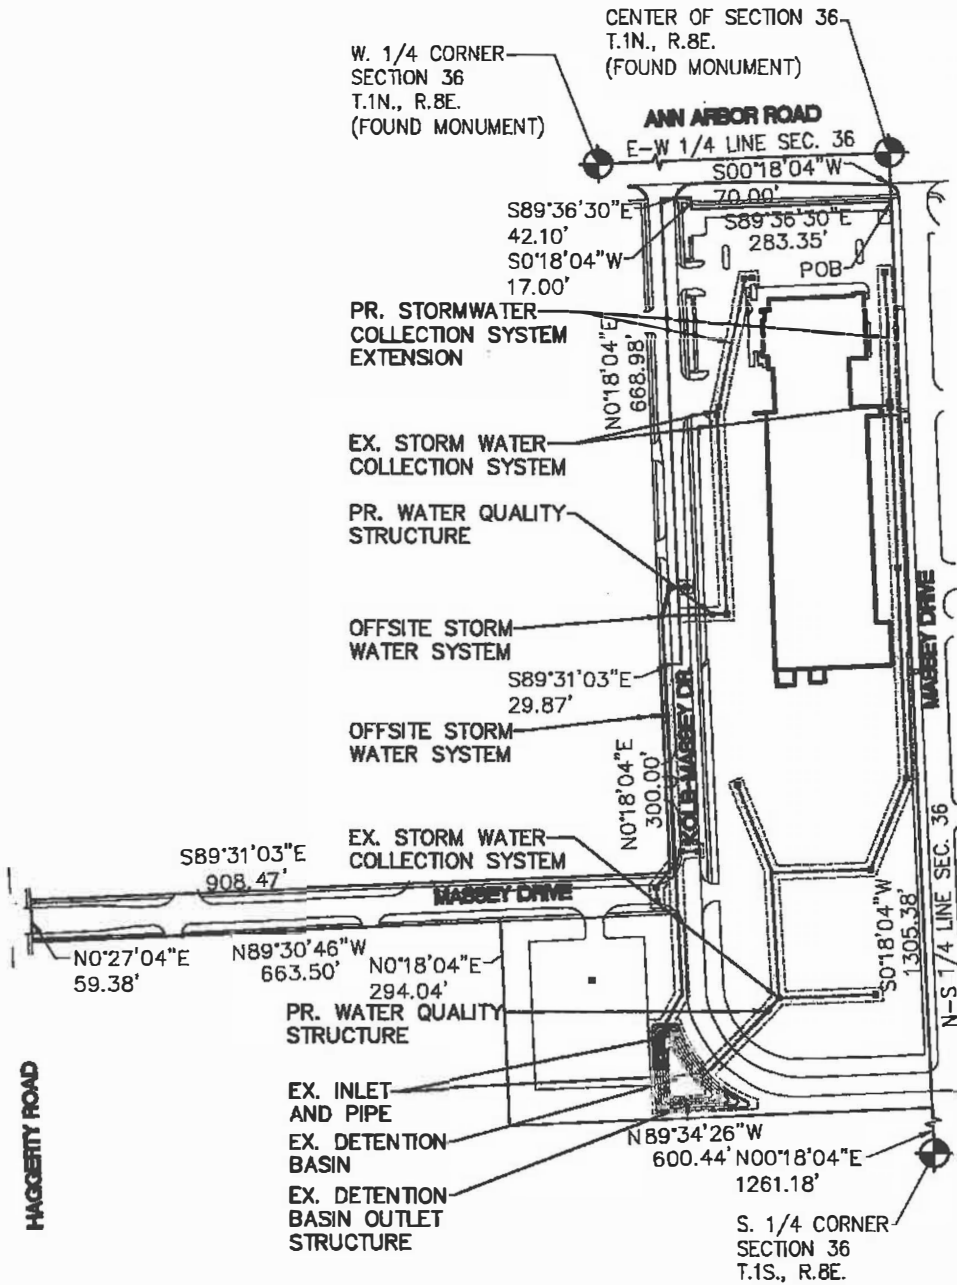 CENTER OF SECTION 36
T.1N., R.8E.
(FOUND MONUMENT)
W. 1/4 CORNER
SECTION 36
T.1N., R.8E.
(FOUND MONUMENT)
ANN ARBOR ROAD
E-W 1/4 LINE SEC. 36
S00°18'04"W
70.00'
S89°36'30"E
42.10'
S89°36'30"E
283.35'
S0°18'04"W
17.00'
POB
PR. STORMWATER
COLLECTION SYSTEM
EXTENSION
N0°18'04"E
668.98'
EX. STORM WATER
COLLECTION SYSTEM
PR. WATER QUALITY
STRUCTURE
OFFSITE STORM
WATER SYSTEM
MASSEY DRIVE
S89°31'03"E
29.87'
OFFSITE STORM
WATER SYSTEM
KOLB-MASSEY DR.
N0°18'04"E
300.00'
EX. STORM WATER
COLLECTION SYSTEM
S89°31'03"E
908.47'
MASSEY DRIVE
S0°18'04"W
1305.38'
N-S 1/4 LINE SEC. 36
N0°27'04"E
59.38'
N89°30'46"W
663.50'
N0°18'04"E
294.04'
PR. WATER QUALITY
STRUCTURE
HAGGERTY ROAD
EX. INLET
AND PIPE
EX. DETENTION
BASIN
EX. DETENTION
BASIN OUTLET
STRUCTURE
N89°34'26"W
600.44'
N00°18'04"E
1261.18'
S. 1/4 CORNER
SECTION 36
T.1S., R.8E.